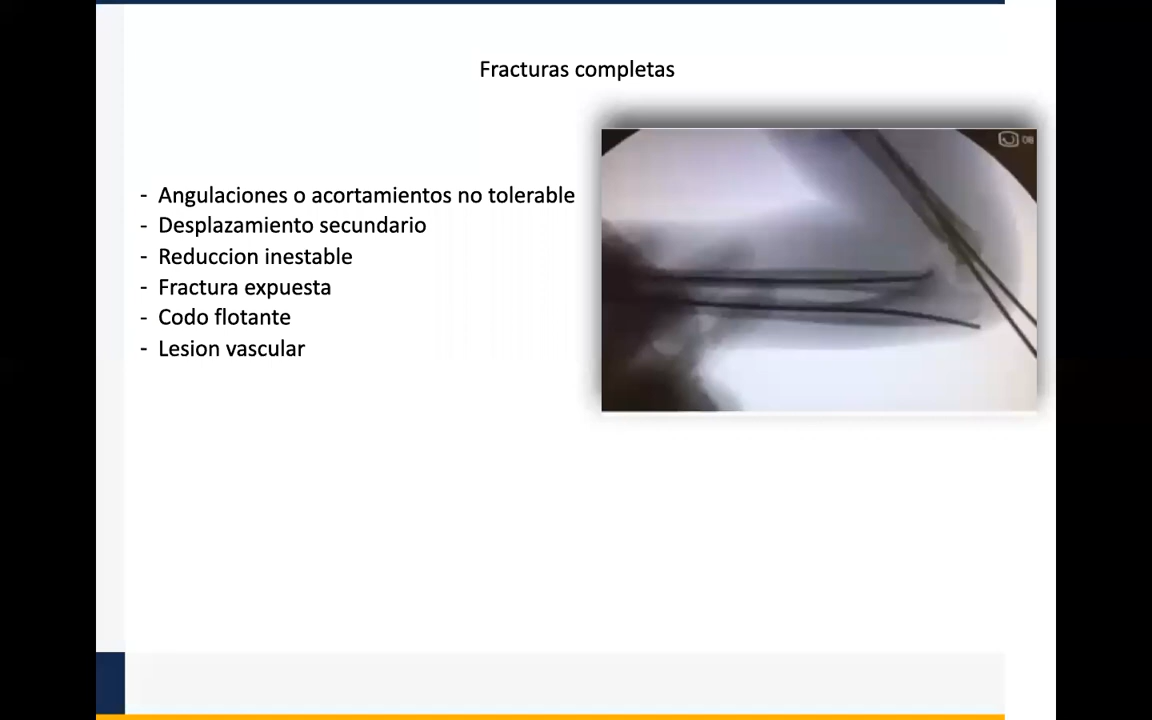 Fracturas completas
- Angulaciones o acortamientos no tolerable
- Desplazamiento secundario
- Reduccion inestable
- Fractura expuesta
- Codo flotante
- Lesion vascular